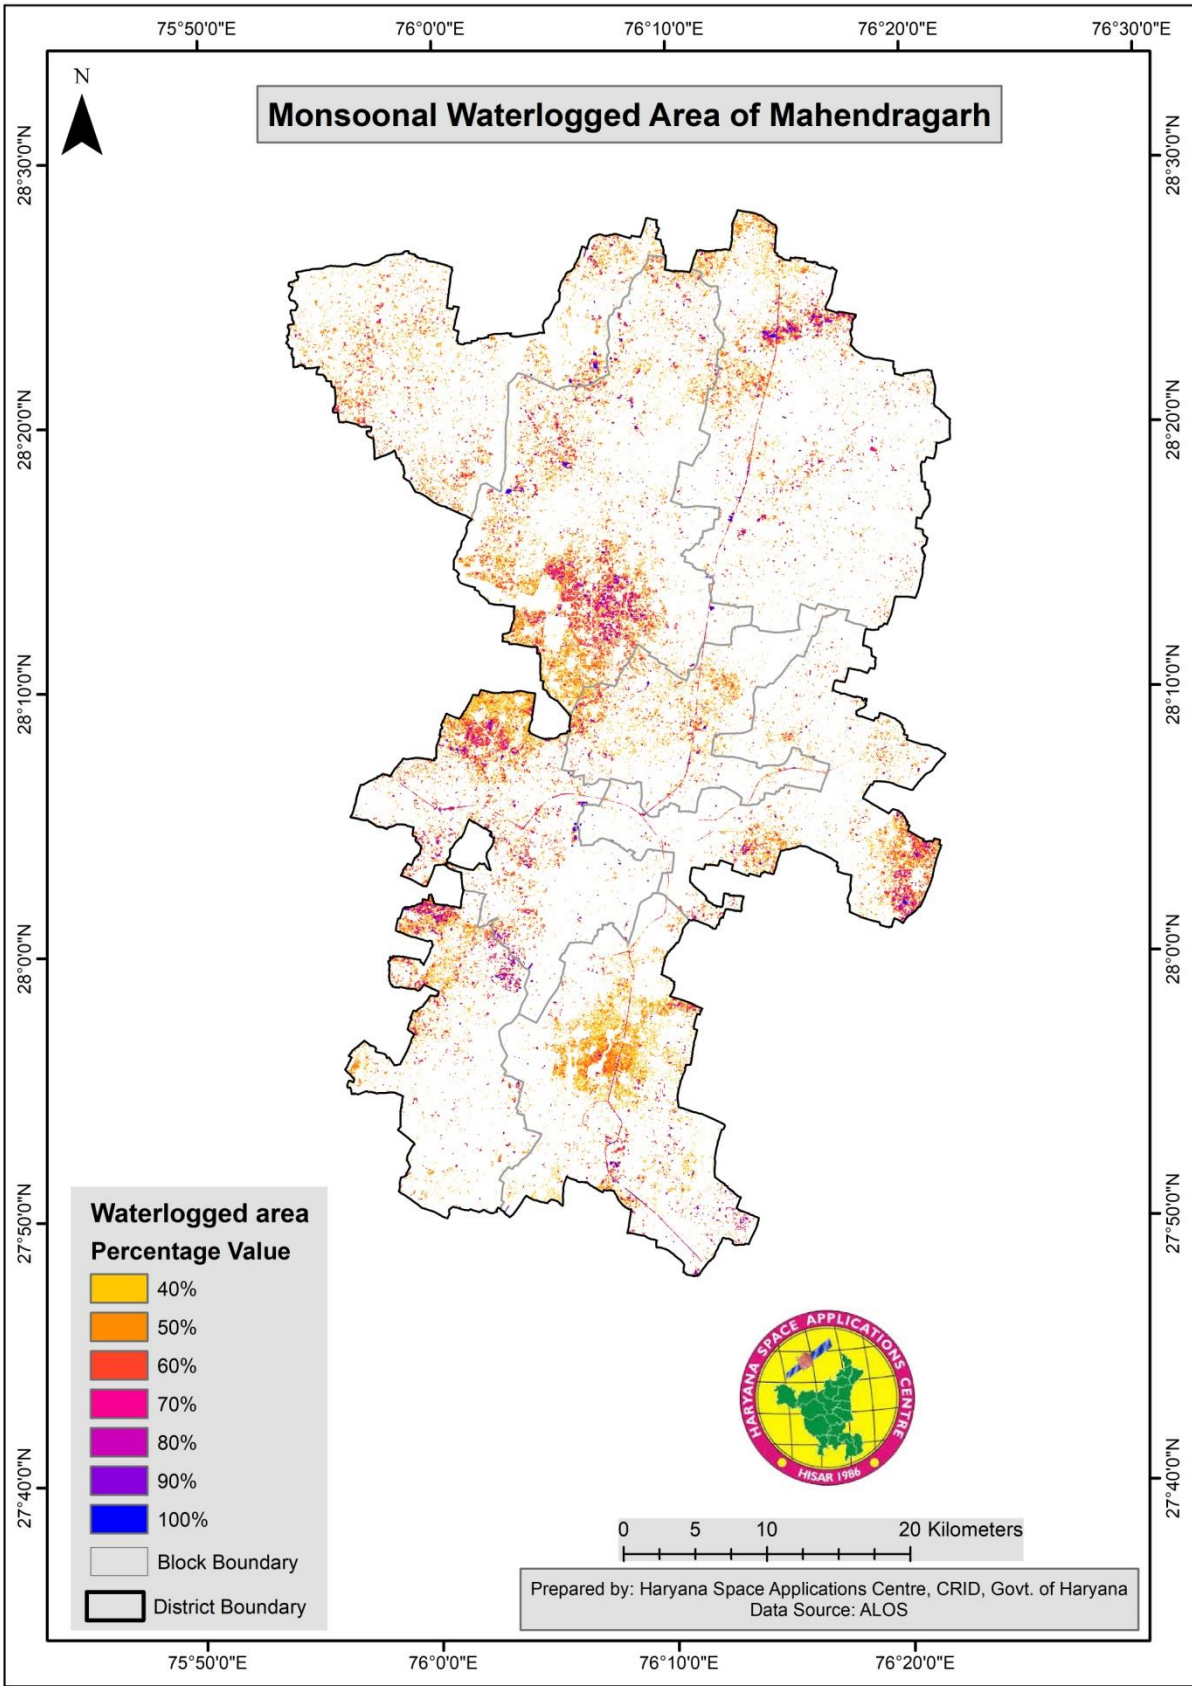 75°50'0"E 76°0'0"E 76°10'0"E 76°20'0"E 76°30'0"E
N
Monsoonal Waterlogged Area of Mahendragarh
28°30'0"N 28°30'0"N
28°20'0"N 28°20'0"N
28°10'0"N 28°10'0"N
28°0'0"N 28°0'0"N
27°50'0"N 27°50'0"N
27°40'0"N 27°40'0"N
Waterlogged area
Percentage Value
40%
50%
60%
70%
80%
90%
100%
Block Boundary
District Boundary
HARYANA SPACE APPLICATIONS CENTRE
HISAR 1986
0 5 10 20 Kilometers
Prepared by: Haryana Space Applications Centre, CRID, Govt. of Haryana
Data Source: ALOS
75°50'0"E 76°0'0"E 76°10'0"E 76°20'0"E